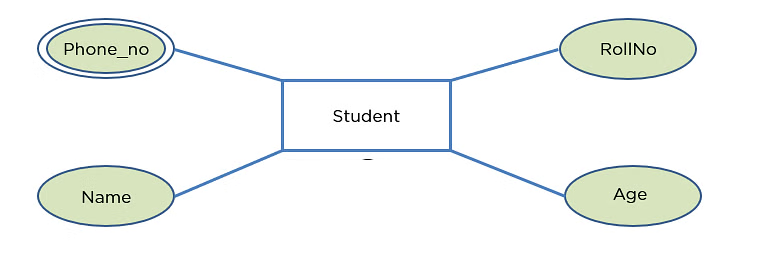 Phone_no
RollNo
Student
Name
Age